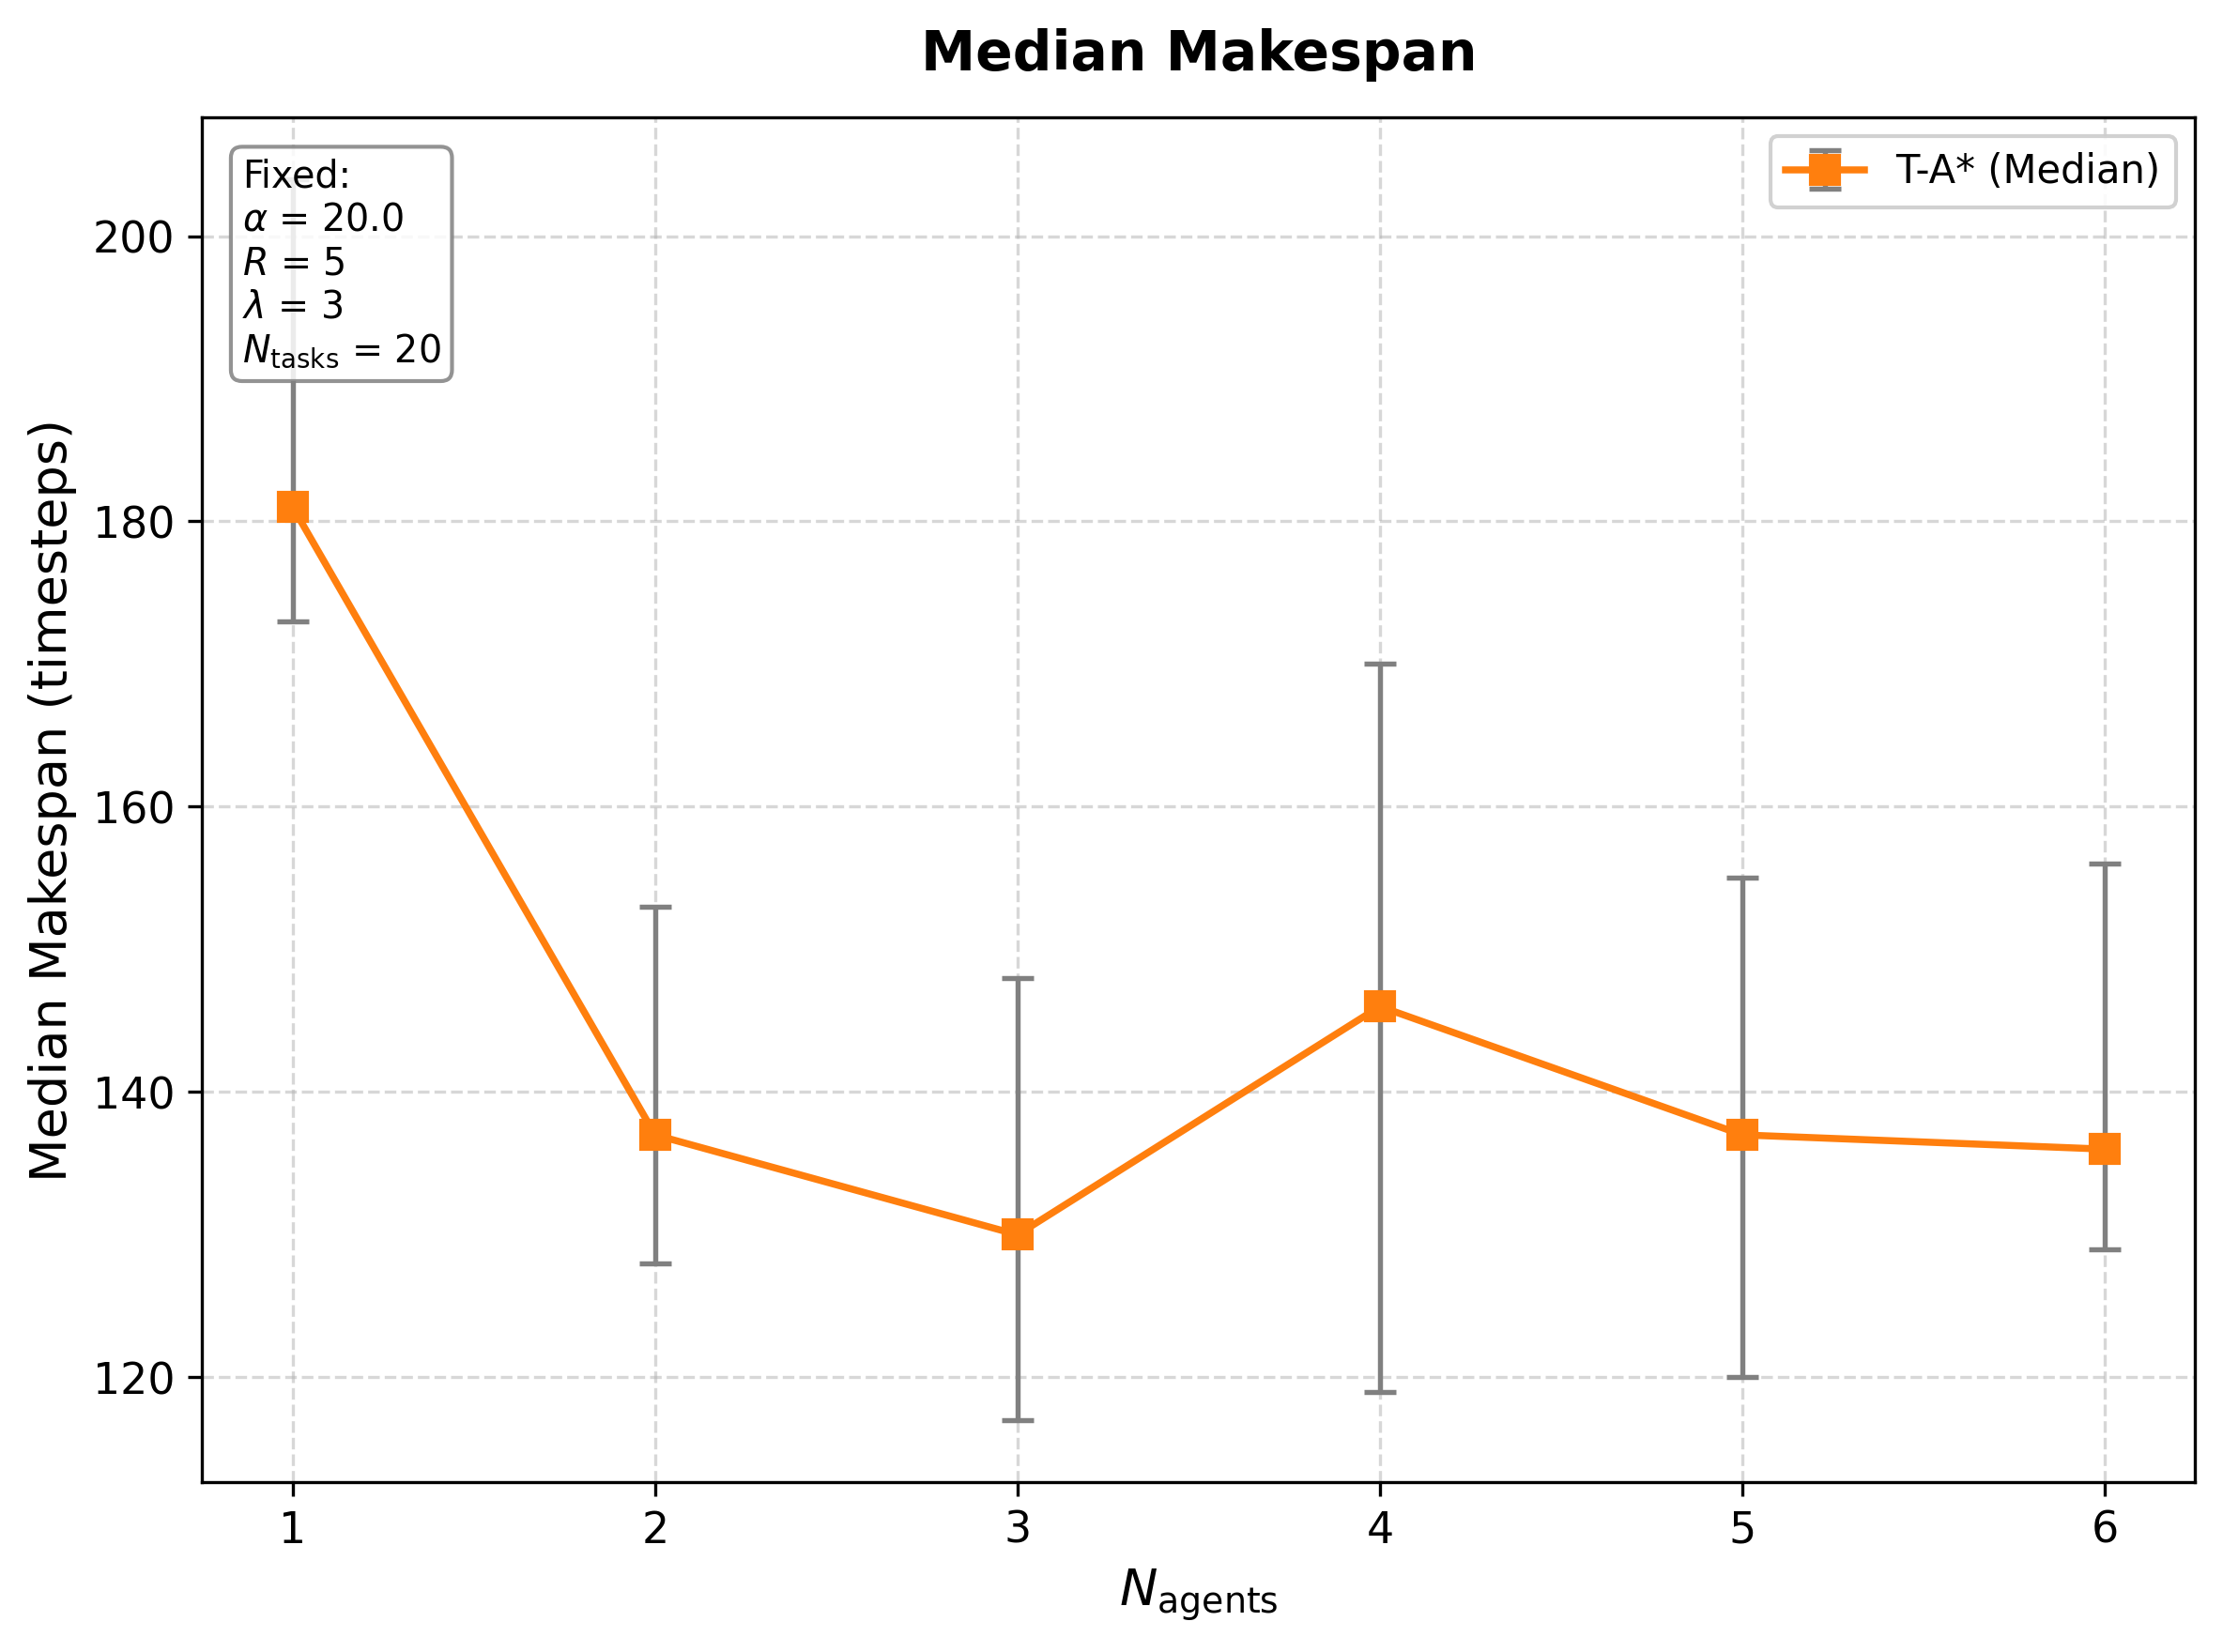 Median Makespan
Fixed:
α = 20.0
R = 5
λ = 3
N_tasks = 20
T-A* (Median)
Median Makespan (timesteps)
200
180
160
140
120
1 2 3 4 5 6
N_agents